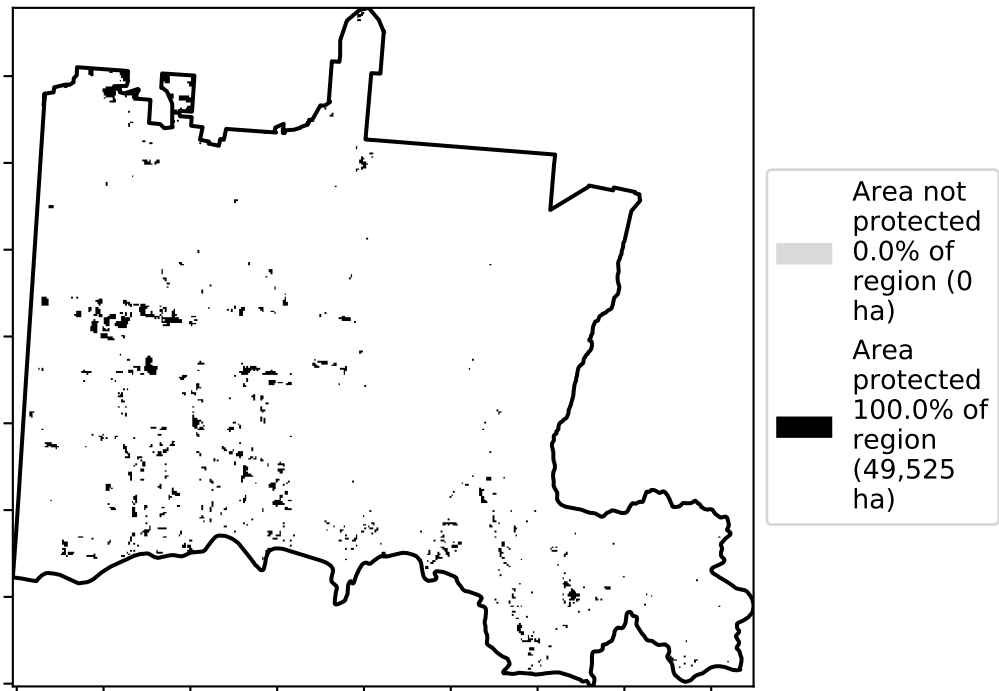 Area not
protected
0.0% of
region (0
ha)
Area
protected
100.0% of
region
(49,525
ha)